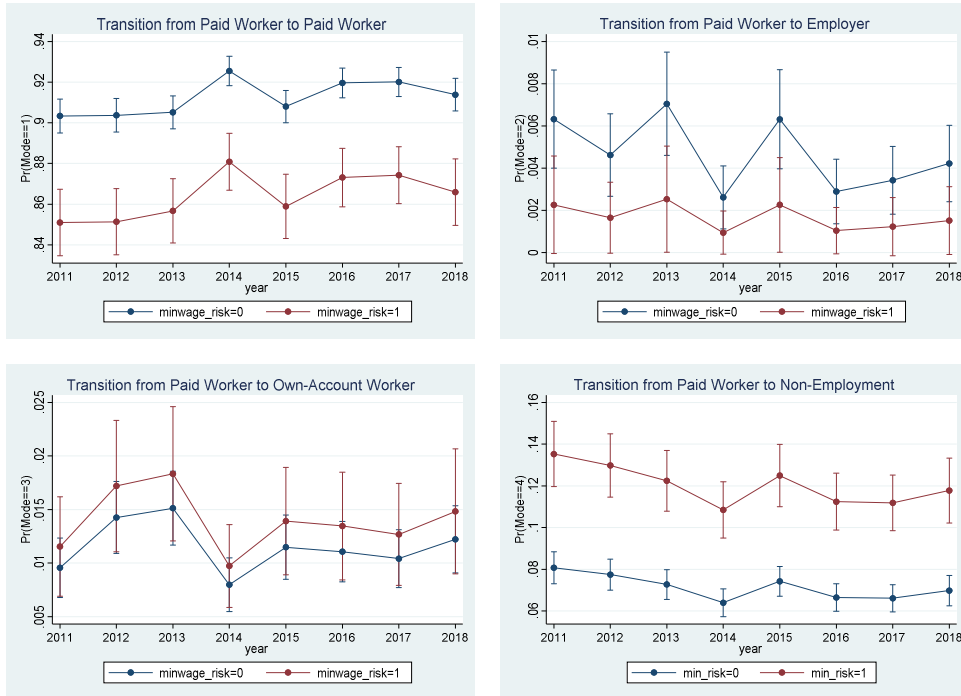 Transition from Paid Worker to Paid Worker
Pr(Mode==1)
.94
.92
.9
.88
.86
.84
2011 2012 2013 2014 2015 2016 2017 2018
year
minwage_risk=0 minwage_risk=1
Transition from Paid Worker to Employer
Pr(Mode==2)
.01
.008
.006
.004
.002
0
2011 2012 2013 2014 2015 2016 2017 2018
year
minwage_risk=0 minwage_risk=1
Transition from Paid Worker to Own-Account Worker
Pr(Mode==3)
.025
.02
.015
.01
.005
2011 2012 2013 2014 2015 2016 2017 2018
year
minwage_risk=0 minwage_risk=1
Transition from Paid Worker to Non-Employment
Pr(Mode==4)
.16
.14
.12
.1
.08
.06
2011 2012 2013 2014 2015 2016 2017 2018
year
min_risk=0 min_risk=1